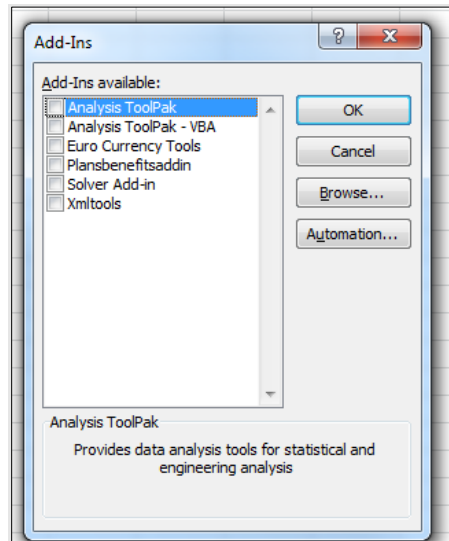 Add-Ins
Add-Ins available:
Analysis ToolPak
Analysis ToolPak - VBA
Euro Currency Tools
Plansbenefitsaddin
Solver Add-in
Xmltools
OK
Cancel
Browse...
Automation...
Analysis ToolPak
Provides data analysis tools for statistical and
engineering analysis